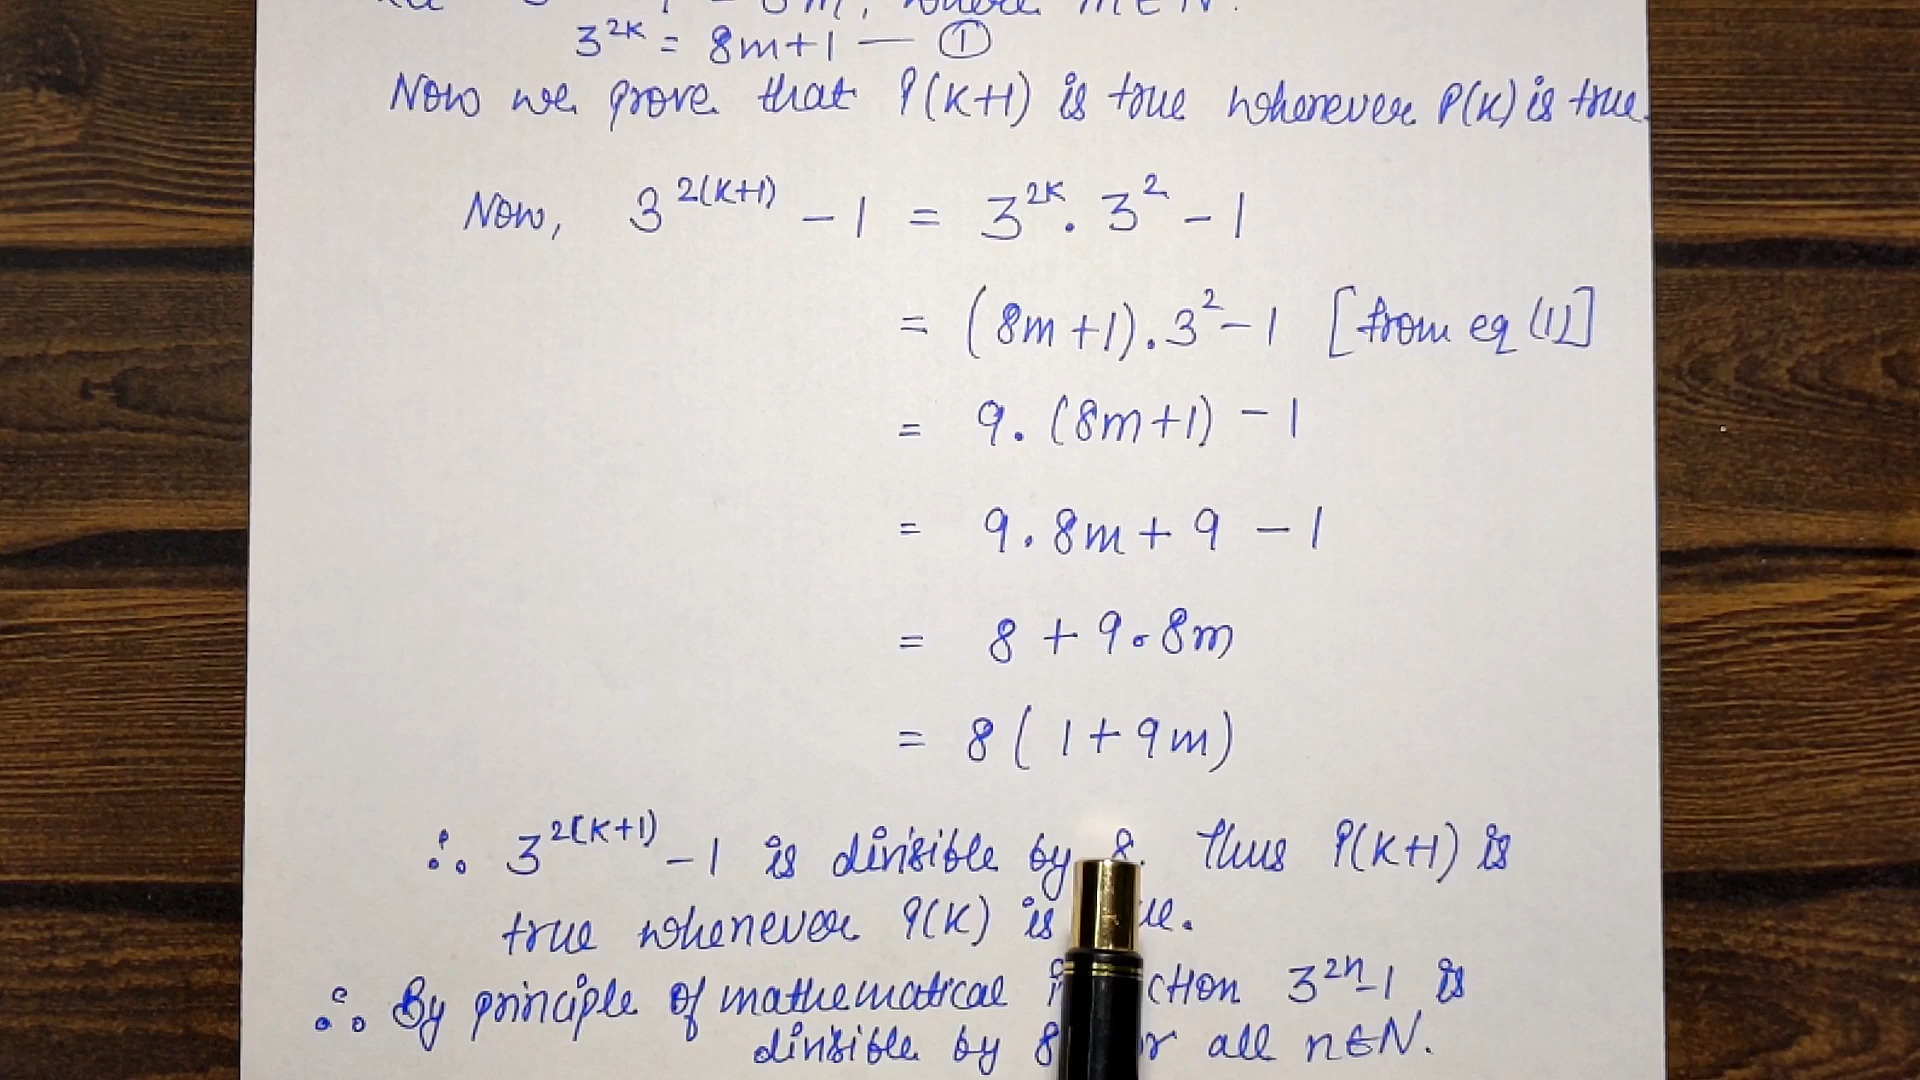 3^2K = 8m+1 — ①
Now we prove that P(K+1) is true whenever P(K) is true.
Now, 3^2(K+1) - 1 = 3^2K . 3^2 - 1
= (8m+1).3^2 - 1 [from eq (1)]
= 9.(8m+1) - 1
= 9.8m + 9 - 1
= 8 + 9.8m
= 8(1+9m)
∴ 3^2(K+1) - 1 is divisible by 8. Thus P(K+1) is
true whenever P(K) is
∴ By principle of mathematical 3^2n-1 is
divisible by 8 all n∈N.